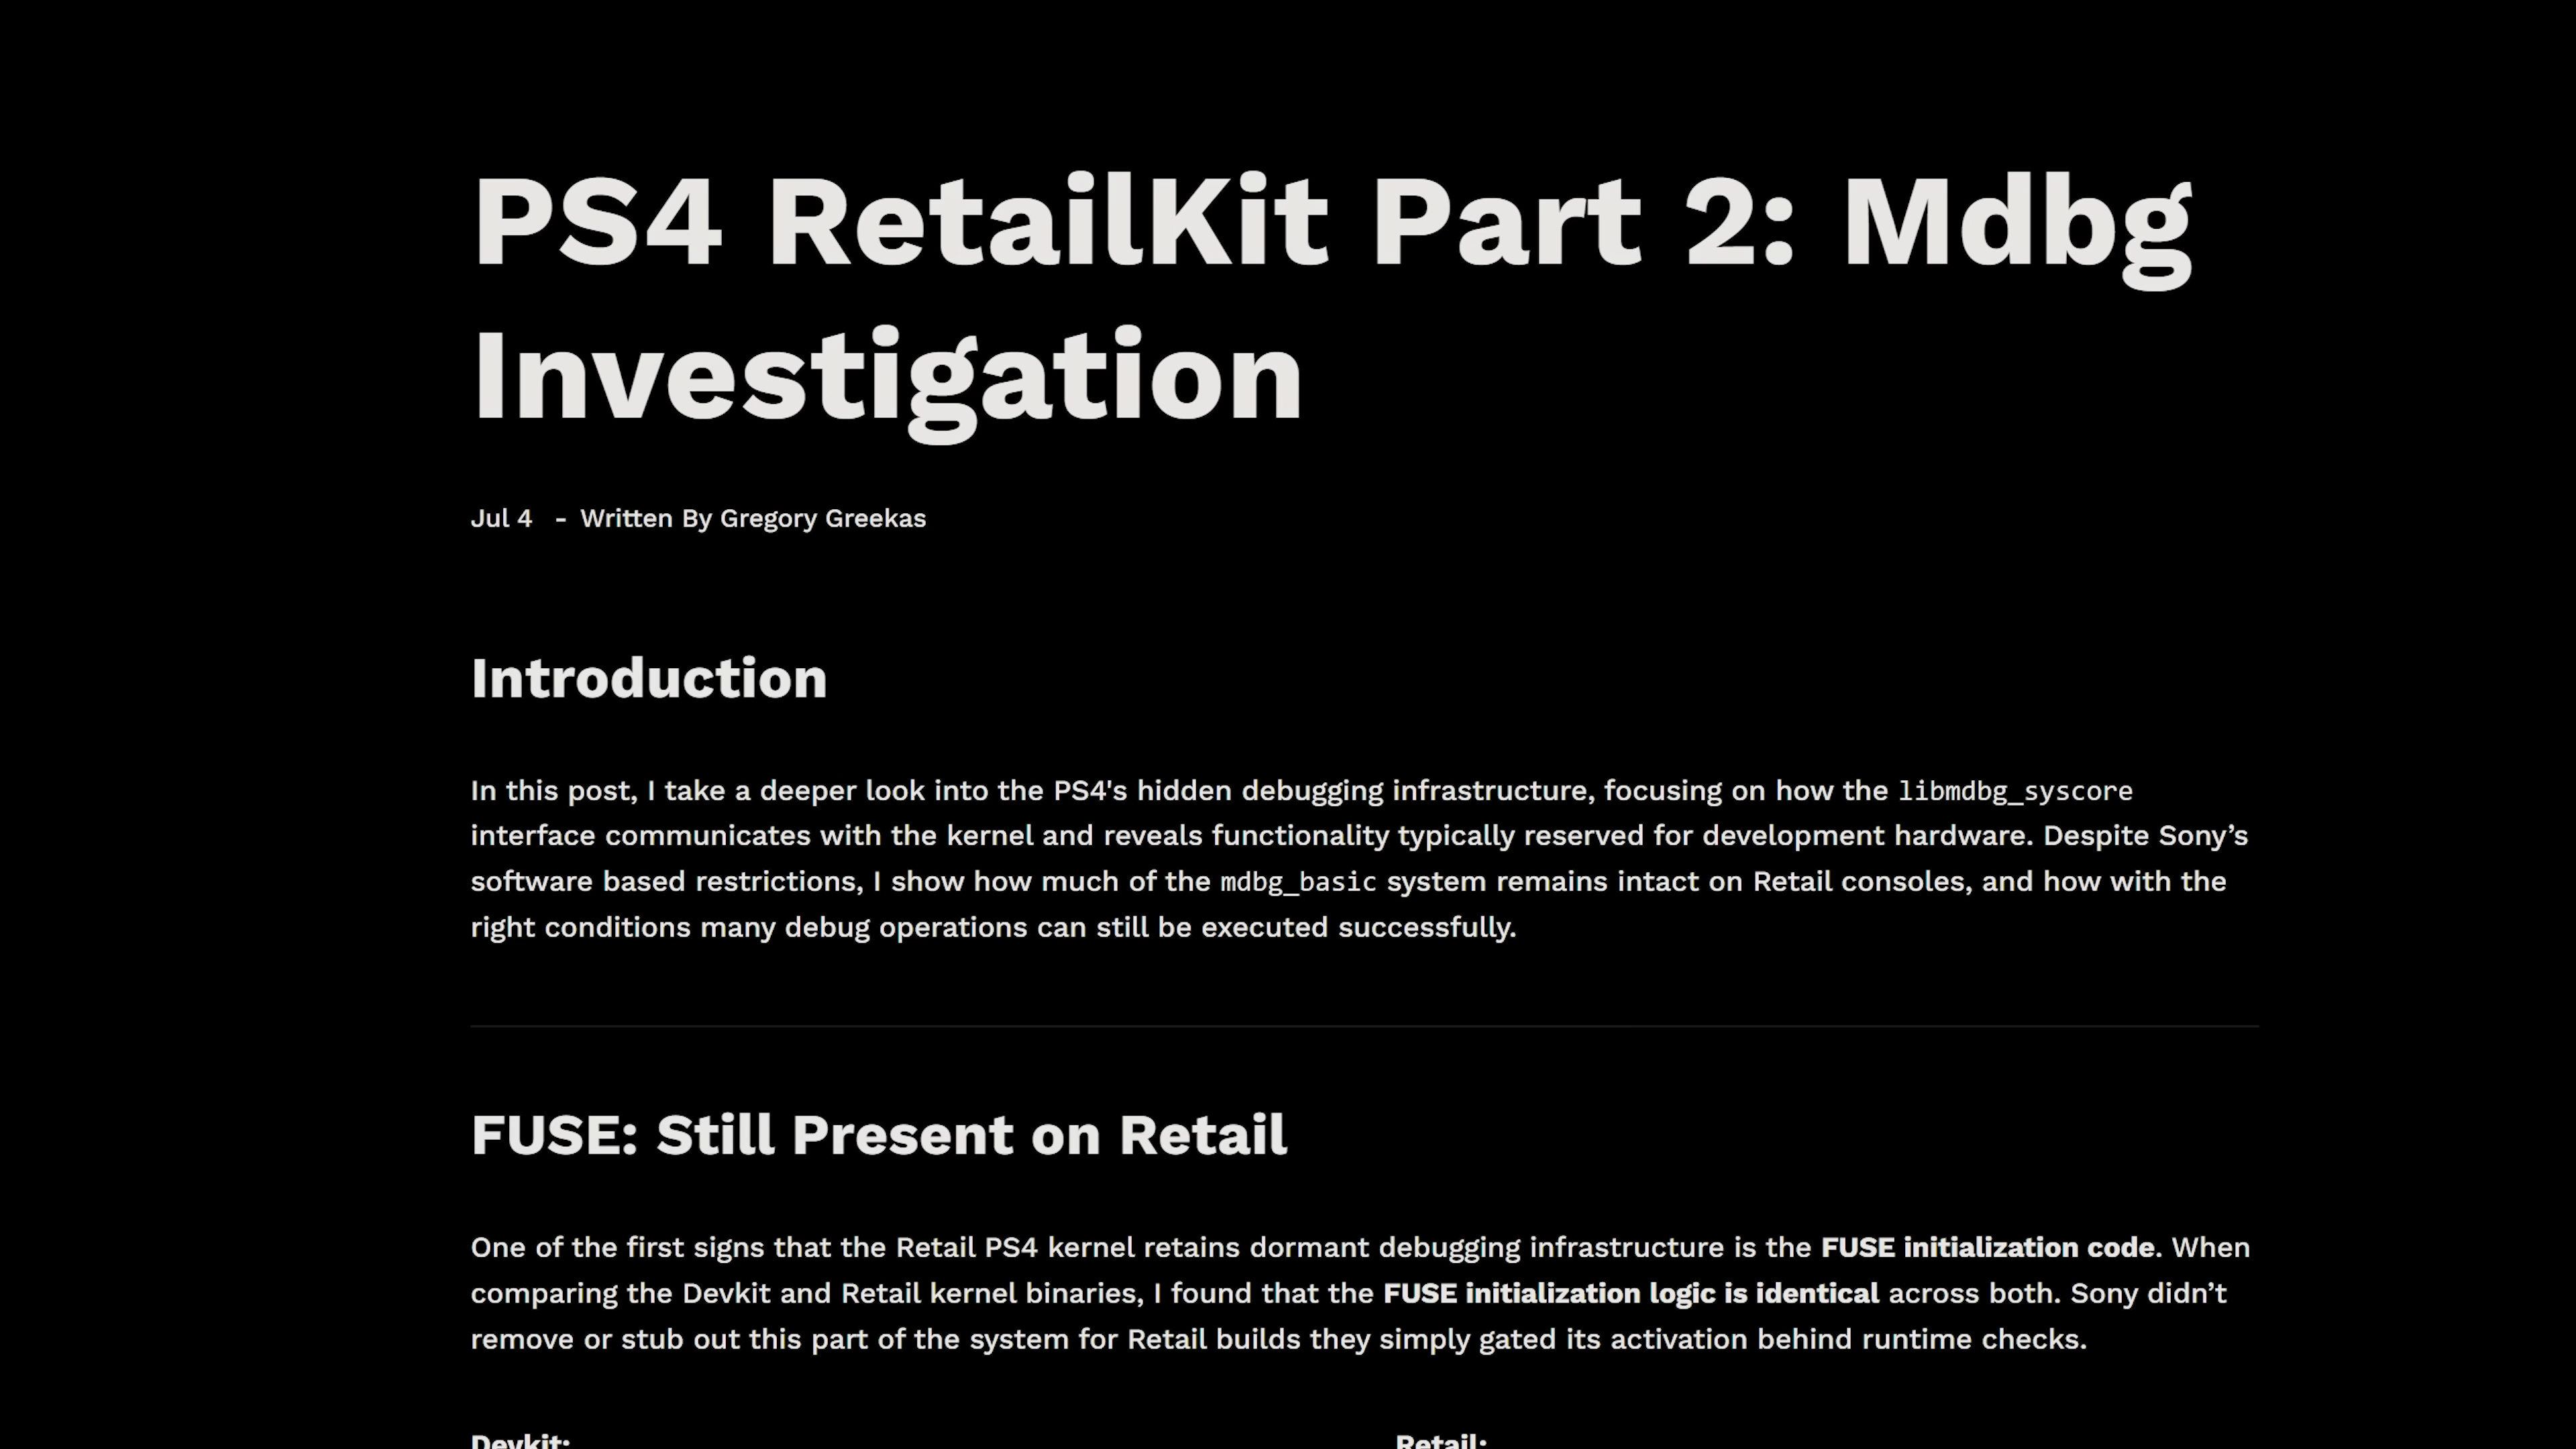 PS4 RetailKit Part 2: Mdbg
Investigation
Jul 4 - Written By Gregory Greekas
Introduction
In this post, I take a deeper look into the PS4's hidden debugging infrastructure, focusing on how the libmdbg_syscore
interface communicates with the kernel and reveals functionality typically reserved for development hardware. Despite Sony’s
software based restrictions, I show how much of the mdbg_basic system remains intact on Retail consoles, and how with the
right conditions many debug operations can still be executed successfully.
FUSE: Still Present on Retail
One of the first signs that the Retail PS4 kernel retains dormant debugging infrastructure is the FUSE initialization code. When
comparing the Devkit and Retail kernel binaries, I found that the FUSE initialization logic is identical across both. Sony didn’t
remove or stub out this part of the system for Retail builds they simply gated its activation behind runtime checks.
Devkit: Retail: